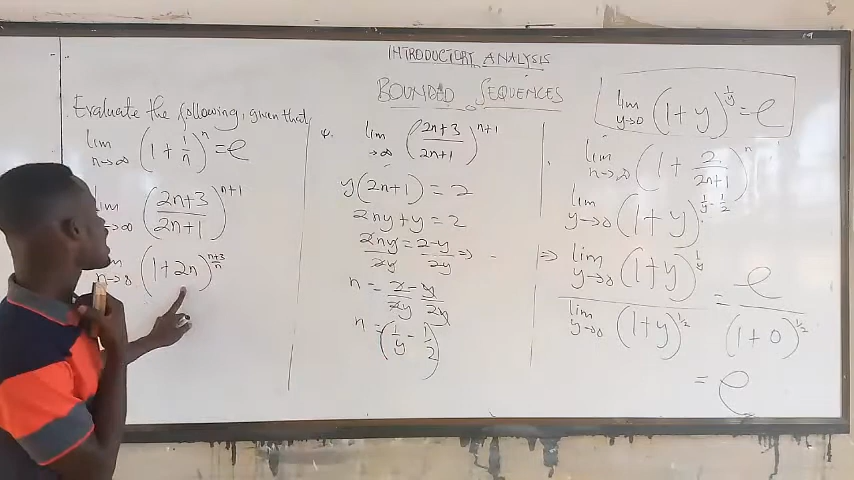 INTRODUCTORY ANALYSIS
BOUNDED SEQUENCES
Evaluate the following, given that
lim n→∞ (1 + 1/n)^n = e
lim →∞ ((2n+3)/(2n+1))^(n+1)
lim n→0 (1+2n)^((n+3)/n)
lim →∞ ((2n+3)/(2n+1))^(n+1)
y(2n+1) = 2
2ny+y = 2
2ny/2y = (2-y)/2y ⇒
n = 2/2y - y/2y
n = (1/y - 1/2)
lim y→0 (1+y)^(1/y) = e
lim n→∞ (1 + 2/(2n+1))^n
lim y→0 (1+y)^(1/y - 1/2)
⇒ lim y→0 (1+y)^(1/y)
lim y→0 (1+y)^(1/2)
= e/(1+0)^(1/2)
= e